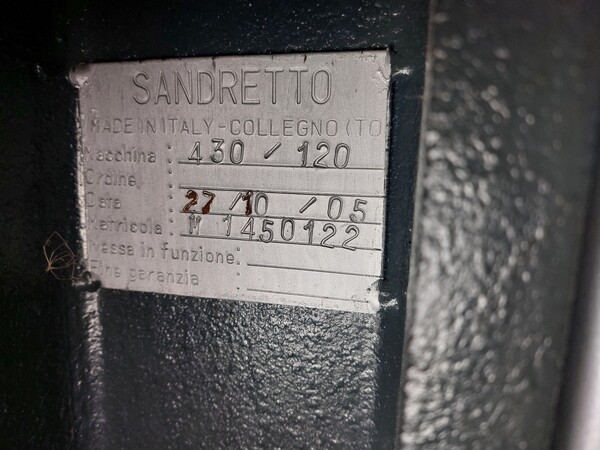 SANDRETTO
MADE IN ITALY - COLLEGNO (TO
Macchina : 430 / 120
Ordine
Data : 27 / 10 / 05
Matricola : M 1450122
Messa in funzione :
Fine garanzia :